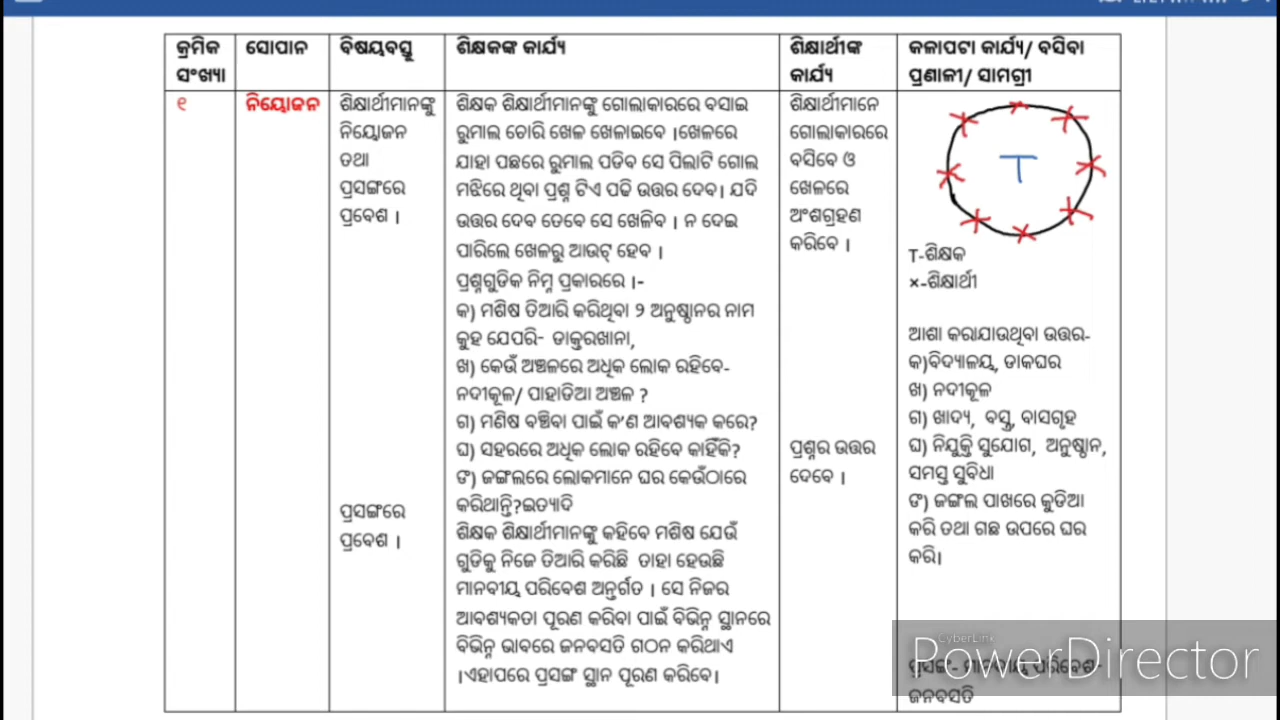 କ୍ରମିକ
ସଂଖ୍ୟା
ସୋପାନ
ବିଷୟବସ୍ତୁ
ଶିକ୍ଷକଙ୍କ କାର୍ଯ୍ୟ
ଶିକ୍ଷାର୍ଥୀଙ୍କ
କାର୍ଯ୍ୟ
କଳାପଟା କାର୍ଯ୍ୟ/ ବସିବା
ପ୍ରଣାଳୀ/ ସାମଗ୍ରୀ
୧
ନିୟୋଜନ
ଶିକ୍ଷାର୍ଥୀମାନଙ୍କୁ
ନିୟୋଜନ
ତଥା
ପ୍ରସଙ୍ଗରେ
ପ୍ରବେଶ ।
ପ୍ରସଙ୍ଗରେ
ପ୍ରବେଶ ।
ଶିକ୍ଷକ ଶିକ୍ଷାର୍ଥୀମାନଙ୍କୁ ଗୋଲାକାରରେ ବସାଇ
ରୁମାଲ ଚୋରି ଖେଳ ଖେଳାଇବେ ।ଖେଳରେ
ଯାହା ପଛରେ ରୁମାଲ ପଡିବ ସେ ପିଲାଟି ଗୋଲ
ମଝିରେ ଥିବା ପ୍ରଶ୍ନ ଟିଏ ପଢି ଉତ୍ତର ଦେବ। ଯଦି
ଉତ୍ତର ଦେବ ତେବେ ସେ ଖେଳିବ । ନ ଦେଇ
ପାରିଲେ ଖେଳରୁ ଆଉଟ୍ ହେବ ।
ପ୍ରଶ୍ନଗୁଡିକ ନିମ୍ନ ପ୍ରକାରରେ ।-
କ) ମଣିଷ ତିଆରି କରିଥିବା ୨ ଅନୁଷ୍ଠାନର ନାମ
କୁହ ଯେପରି- ଡାକ୍ତରଖାନା,
ଖ) କେଉଁ ଅଞ୍ଚଳରେ ଅଧିକ ଲୋକ ରହିବେ-
ନଦୀକୂଳ/ ପାହାଡିଆ ଅଞ୍ଚଳ ?
ଗ) ମଣିଷ ବଞ୍ଚିବା ପାଇଁ କ'ଣ ଆବଶ୍ୟକ କରେ?
ଘ) ସହରରେ ଅଧିକ ଲୋକ ରହିବେ କାହିଁକି?
ଙ) ଜଙ୍ଗଲରେ ଲୋକମାନେ ଘର କେଉଁଠାରେ
କରିଥାନ୍ତି?ଇତ୍ୟାଦି
ଶିକ୍ଷକ ଶିକ୍ଷାର୍ଥୀମାନଙ୍କୁ କହିବେ ମଣିଷ ଯେଉଁ
ଗୁଡିକୁ ନିଜେ ତିଆରି କରିଛି ତାହା ହେଉଛି
ମାନବୀୟ ପରିବେଶ ଅନ୍ତର୍ଗତ । ସେ ନିଜର
ଆବଶ୍ୟକତା ପୂରଣ କରିବା ପାଇଁ ବିଭିନ୍ନ ସ୍ଥାନରେ
ବିଭିନ୍ନ ଭାବରେ ଜନବସତି ଗଠନ କରିଥାଏ
।ଏହାପରେ ପ୍ରସଙ୍ଗ ସ୍ଥାନ ପୂରଣ କରିବେ।
ଶିକ୍ଷାର୍ଥୀମାନେ
ଗୋଲାକାରରେ
ବସିବେ ଓ
ଖେଳରେ
ଅଂଶଗ୍ରହଣ
କରିବେ ।
ପ୍ରଶ୍ନର ଉତ୍ତର
ଦେବେ ।
T
T-ଶିକ୍ଷକ
×-ଶିକ୍ଷାର୍ଥୀ
ଆଶା କରାଯାଉଥିବା ଉତ୍ତର-
କ)ବିଦ୍ୟାଳୟ, ଡାକଘର
ଖ) ନଦୀକୂଳ
ଗ) ଖାଦ୍ୟ, ବସ୍ତ୍ର, ବାସଗୃହ
ଘ) ନିଯୁକ୍ତି ସୁଯୋଗ, ଅନୁଷ୍ଠାନ,
ସମସ୍ତ ସୁବିଧା
ଙ) ଜଙ୍ଗଲ ପାଖରେ କୁଡିଆ
କରି ତଥା ଗଛ ଉପରେ ଘର
କରି।
ପ୍ରସଙ୍ଗ- ମାନବୀୟ ପରିବେଶ-
ଜନବସତି
CyberLink
PowerDirector